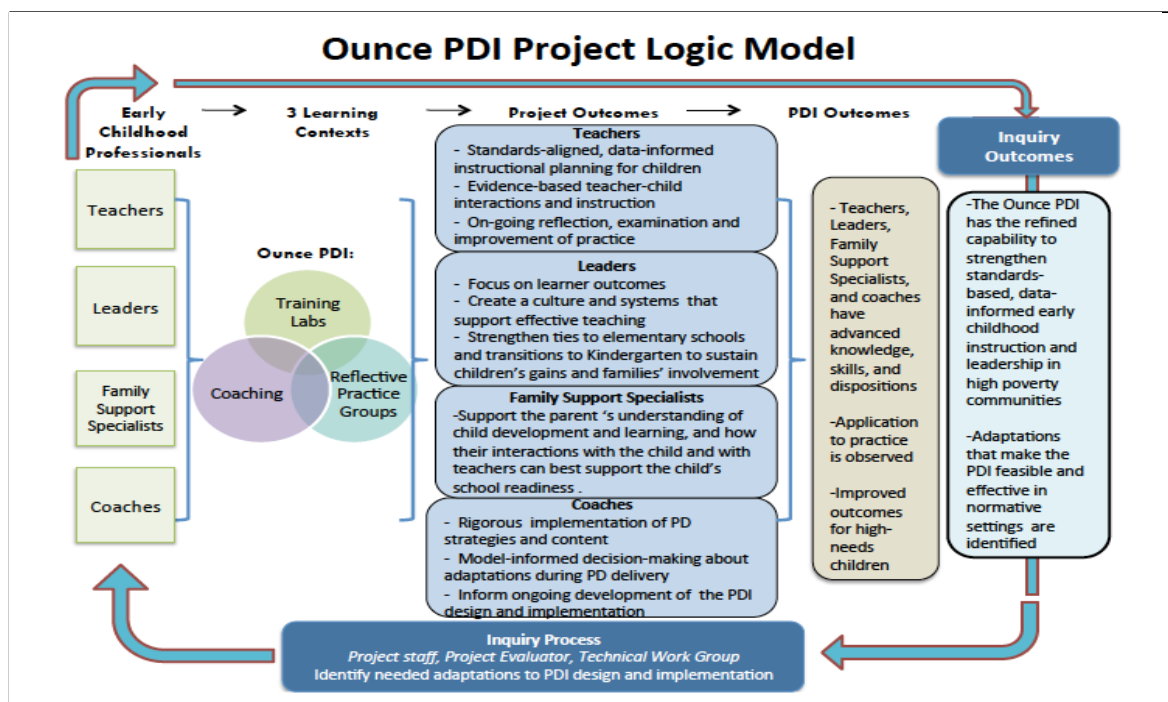 Ounce PDI Project Logic Model
Early
Childhood
Professionals
3 Learning
Contexts
Project Outcomes
PDI Outcomes
Inquiry
Outcomes
Teachers
Leaders
Family
Support
Specialists
Coaches
Ounce PDI:
Training
Labs
Coaching
Reflective
Practice
Groups
Teachers
- Standards-aligned, data-informed
instructional planning for children
- Evidence-based teacher-child
interactions and instruction
- On-going reflection, examination and
improvement of practice
Leaders
- Focus on learner outcomes
- Create a culture and systems that
support effective teaching
- Strengthen ties to elementary schools
and transitions to Kindergarten to sustain
children's gains and families' involvement
Family Support Specialists
-Support the parent 's understanding of
child development and learning, and how
their interactions with the child and with
teachers can best support the child's
school readiness .
Coaches
- Rigorous implementation of PD
strategies and content
- Model-informed decision-making about
adaptations during PD delivery
- Inform ongoing development of the PDI
design and implementation
- Teachers,
Leaders,
Family
Support
Specialists,
and coaches
have
advanced
knowledge,
skills, and
dispositions
-Application
to practice
is observed
-Improved
outcomes
for high-
needs
children
-The Ounce PDI
has the refined
capability to
strengthen
standards-
based, data-
informed early
childhood
instruction and
leadership in
high poverty
communities
-Adaptations
that make the
PDI feasible and
effective in
normative
settings are
identified
Inquiry Process
Project staff, Project Evaluator, Technical Work Group
Identify needed adaptations to PDI design and implementation